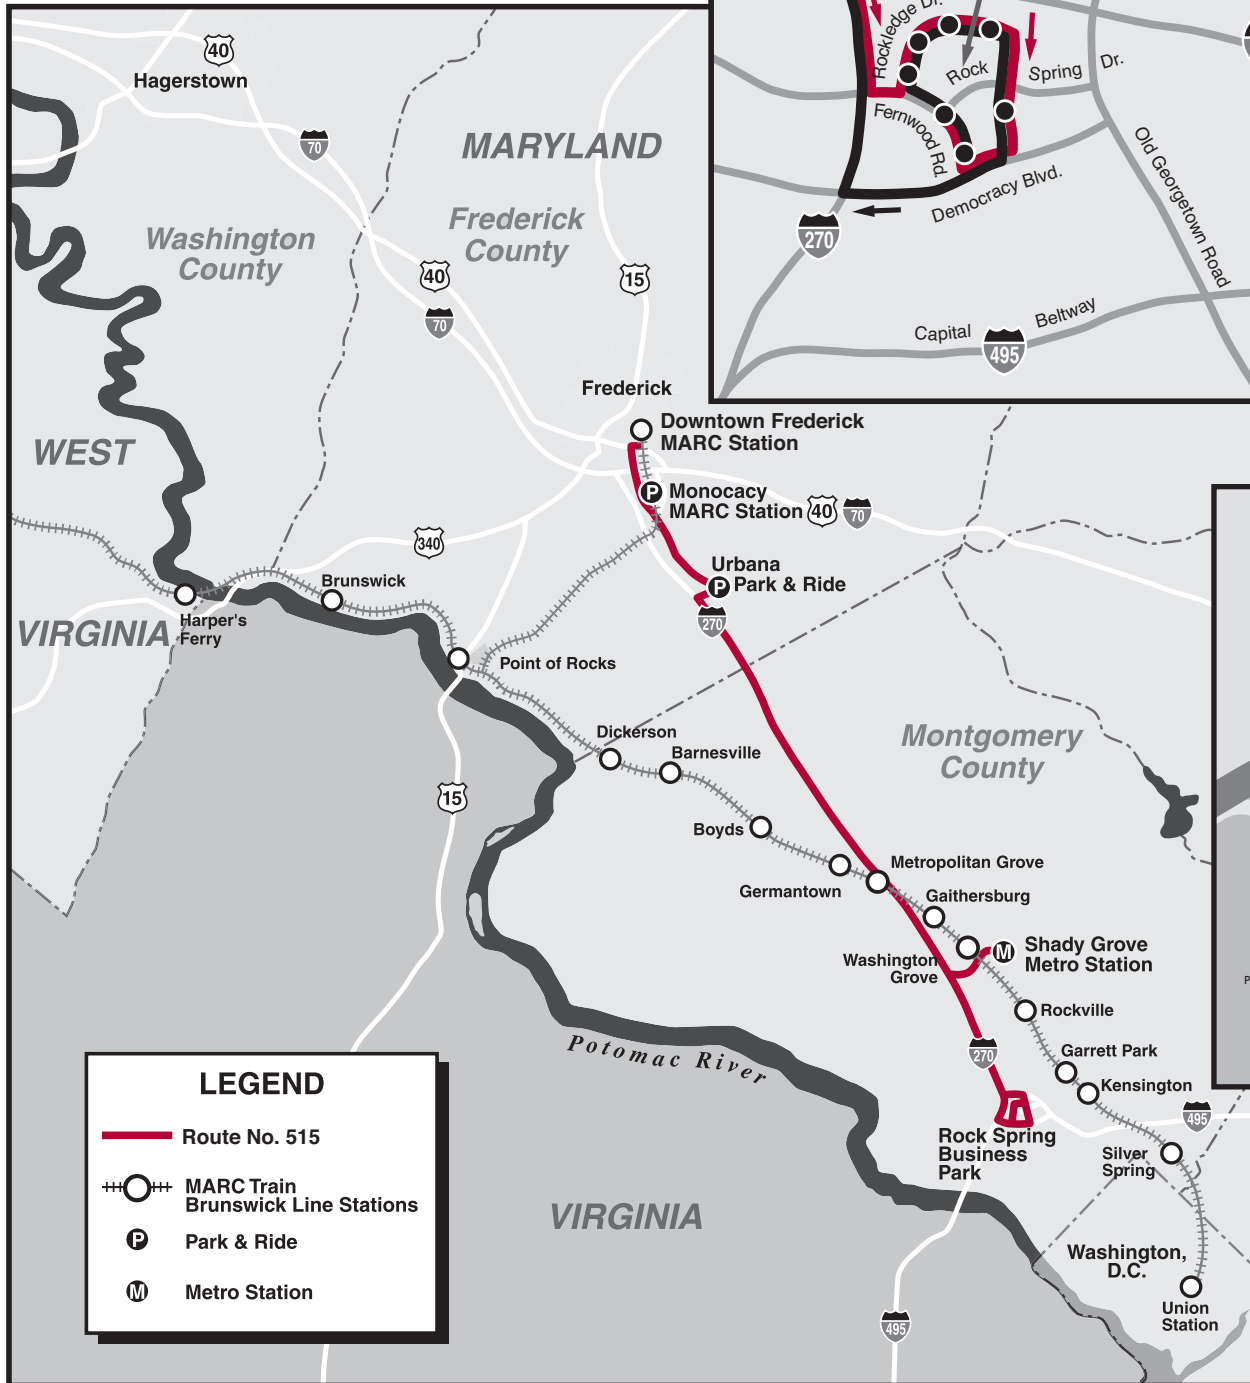 40
Hagerstown
70
MARYLAND
Washington
County
Frederick
County
40
15
70
Rockledge Dr.
Rock
Spring
Dr.
Fernwood Rd.
Democracy Blvd.
Old Georgetown Road
270
Capital
Beltway
495
WEST
Frederick
Downtown Frederick
MARC Station
P
Monocacy
MARC Station
40
70
340
Urbana
P
Park & Ride
270
Brunswick
Harper's
Ferry
VIRGINIA
Point of Rocks
Dickerson
Barnesville
Montgomery
County
15
Boyds
Germantown
Metropolitan Grove
Gaithersburg
Washington
Grove
M
Shady Grove
Metro Station
P
Rockville
Potomac River
270
Garrett Park
Kensington
495
Rock Spring
Business
Park
Silver
Spring
LEGEND
Route No. 515
MARC Train
Brunswick Line Stations
P
Park & Ride
M
Metro Station
VIRGINIA
Washington,
D.C.
Union
Station
495